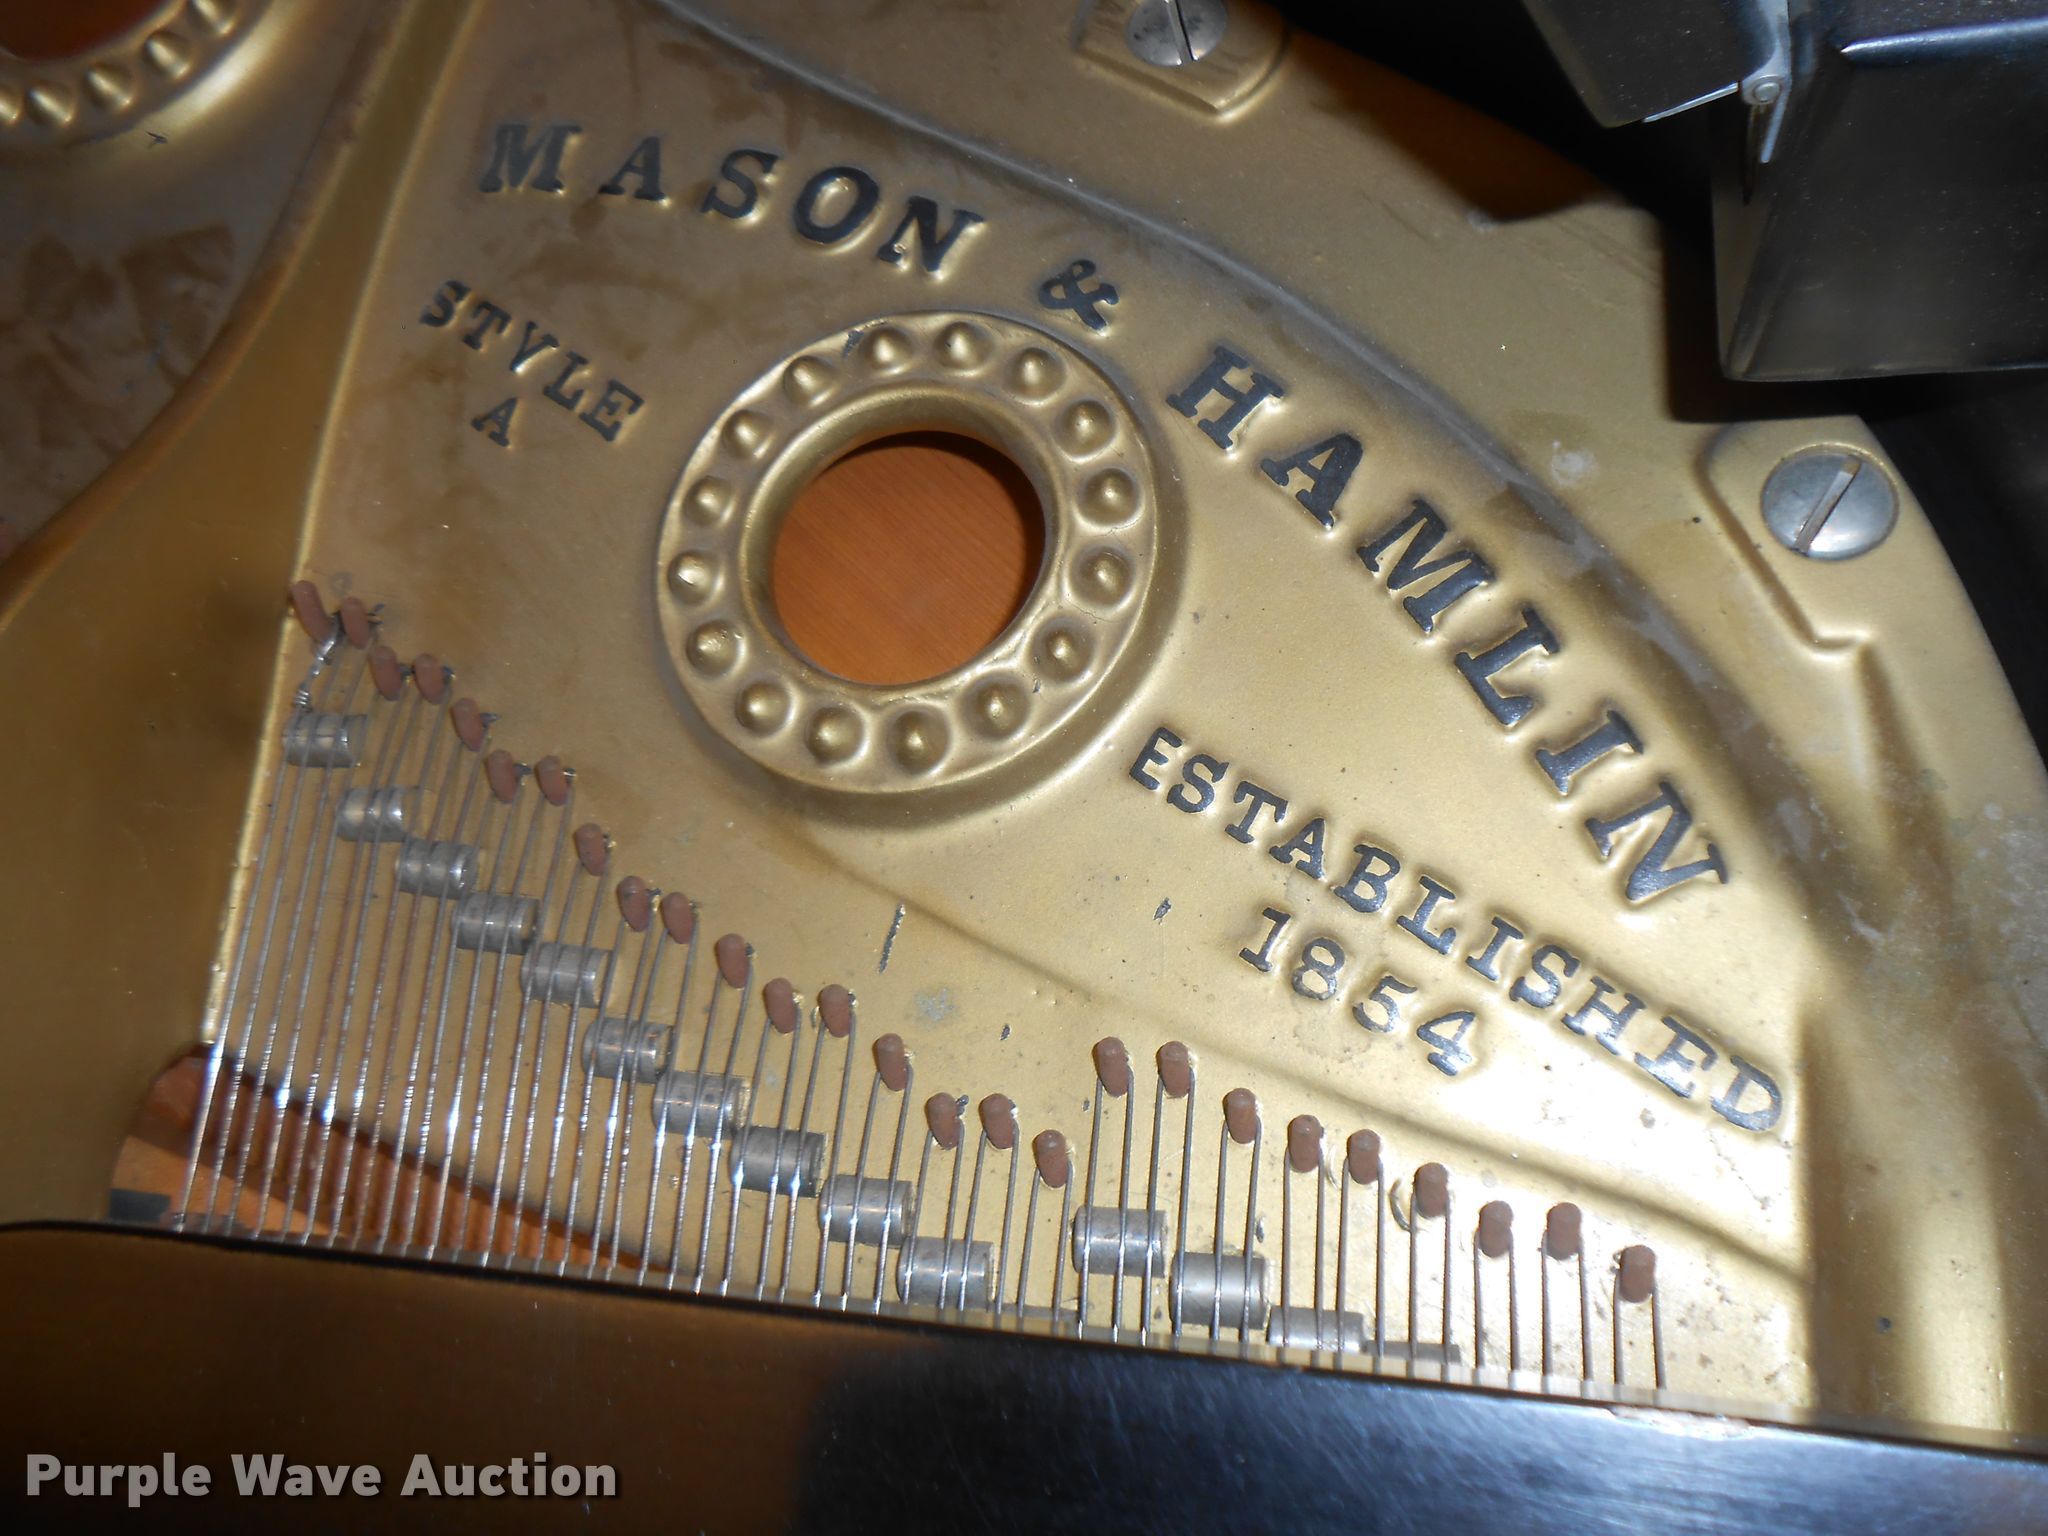 MASON & HAMLIN
STYLE
A
ESTABLISHED
1854
Purple Wave Auction